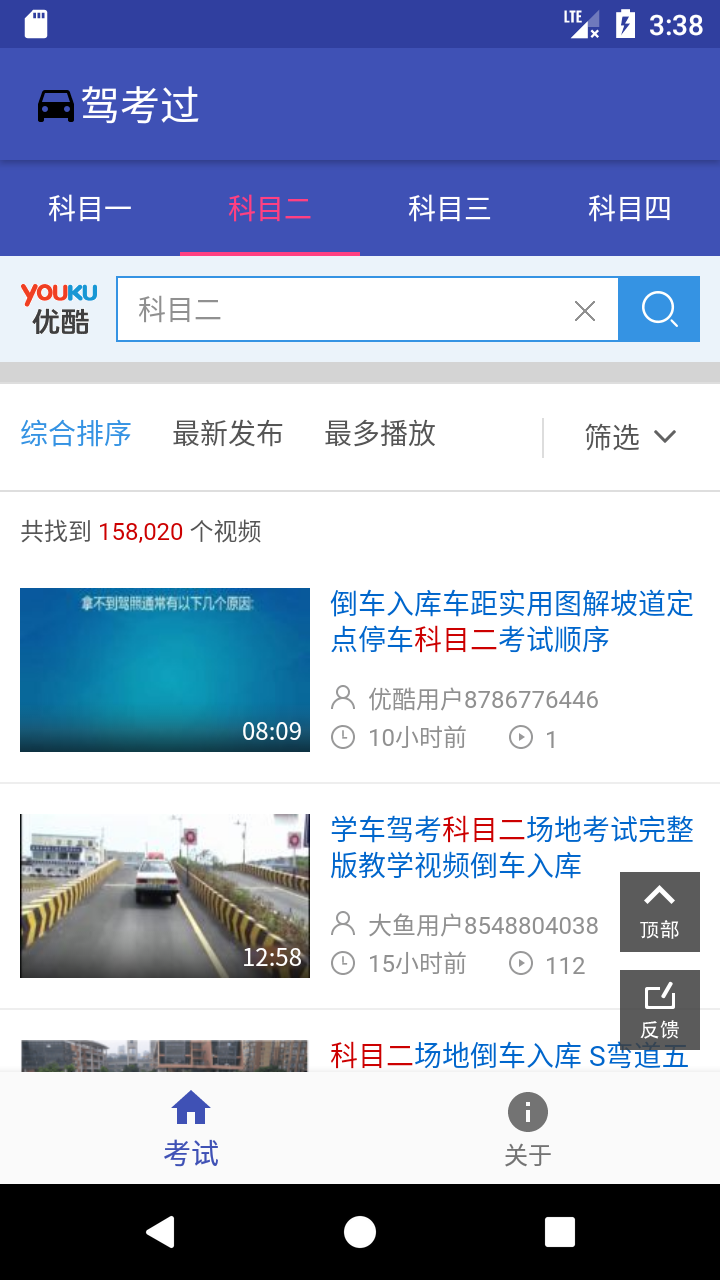 LTE 3:38
驾考过
科目一 科目二 科目三 科目四
YOUKU
优酷
科目二
综合排序 最新发布 最多播放 筛选
共找到 158,020 个视频
拿不到驾照通常有以下几个原因:
08:09
倒车入库车距实用图解坡道定
点停车科目二考试顺序
优酷用户8786776446
10小时前 1
12:58
学车驾考科目二场地考试完整
版教学视频倒车入库
大鱼用户8548804038
15小时前 112
顶部
反馈
科目二场地倒车入库 S弯道五
考试 关于